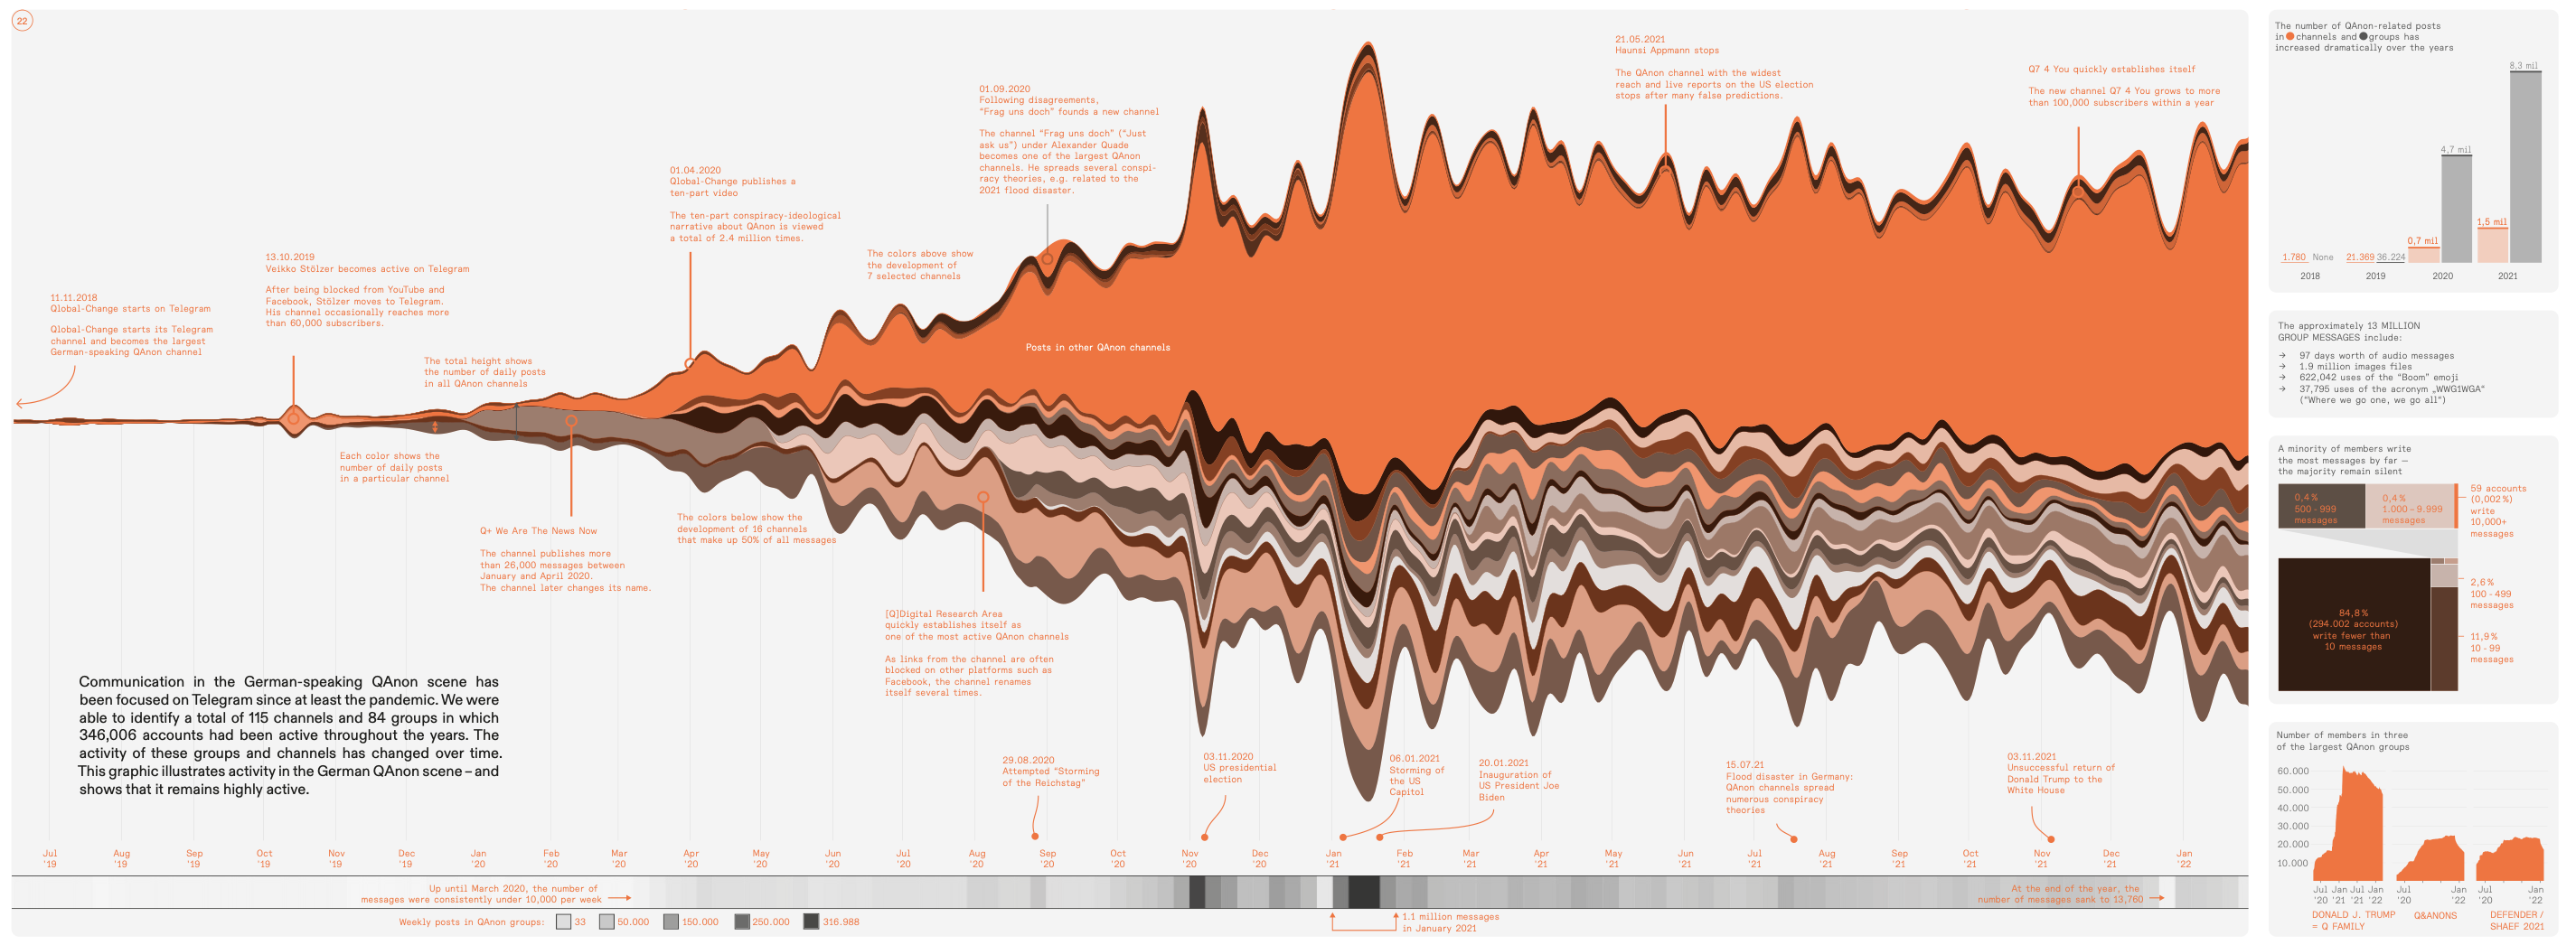 22
11.11.2018
Qlobal-Change starts on Telegram
Qlobal-Change starts its Telegram
channel and becomes the largest
German-speaking QAnon channel
13.10.2019
Veikko Stölzer becomes active on Telegram
After being blocked from YouTube and
Facebook, Stölzer moves to Telegram.
His channel occasionally reaches more
than 60,000 subscribers.
The total height shows
the number of daily posts
in all QAnon channels
Each color shows the
number of daily posts
in a particular channel
Q+ We Are The News Now
The channel publishes more
than 26,000 messages between
January and April 2020.
The channel later changes its name.
01.04.2020
Qlobal-Change publishes a
ten-part video
The ten-part conspiracy-ideological
narrative about QAnon is viewed
a total of 2.4 million times.
The colors above show
the development of
7 selected channels
The colors below show the
development of 16 channels
that make up 50% of all messages
01.09.2020
Following disagreements,
“Frag uns doch” founds a new channel
The channel “Frag uns doch” (“Just
ask us”) under Alexander Quade
becomes one of the largest QAnon
channels. He spreads several conspi-
racy theories, e.g. related to the
2021 flood disaster.
Posts in other QAnon channels
[Q]Digital Research Area
quickly establishes itself as
one of the most active QAnon channels
As links from the channel are often
blocked on other platforms such as
Facebook, the channel renames
itself several times.
21.05.2021
Haunsi Appmann stops
The QAnon channel with the widest
reach and live reports on the US election
stops after many false predictions.
Q7 4 You quickly establishes itself
The new channel Q7 4 You grows to more
than 100,000 subscribers within a year
Communication in the German-speaking QAnon scene has
been focused on Telegram since at least the pandemic. We were
able to identify a total of 115 channels and 84 groups in which
346,006 accounts had been active throughout the years. The
activity of these groups and channels has changed over time.
This graphic illustrates activity in the German QAnon scene – and
shows that it remains highly active.
29.08.2020
Attempted “Storming
of the Reichstag”
03.11.2020
US presidential
election
06.01.2021
Storming of
the US
Capitol
20.01.2021
Inauguration of
US President Joe
Biden
15.07.21
Flood disaster in Germany:
QAnon channels spread
numerous conspiracy
theories
03.11.2021
Unsuccessful return of
Donald Trump to the
White House
Jul Aug Sep Oct Nov Dec Jan Feb Mar Apr May Jun Jul Aug Sep Oct Nov Dec Jan Feb Mar Apr May Jun Jul Aug Sep Oct Nov Dec Jan
'19 '19 '19 '19 '19 '19 '20 '20 '20 '20 '20 '20 '20 '20 '20 '20 '20 '20 '21 '21 '21 '21 '21 '21 '21 '21 '21 '21 '21 '21 '22
Up until March 2020, the number of
messages were consistently under 10,000 per week
At the end of the year, the
number of messages sank to 13,760
Weekly posts in QAnon groups: 33 50.000 150.000 250.000 316.988
1.1 million messages
in January 2021
The number of QAnon-related posts
in channels and groups has
increased dramatically over the years
8,3 mil
4,7 mil
1,5 mil
0,7 mil
1.780 None 21.369 36.224
2018 2019 2020 2021
The approximately 13 MILLION
GROUP MESSAGES include:
→ 97 days worth of audio messages
→ 1.9 million images files
→ 622,042 uses of the “Boom” emoji
→ 37,795 uses of the acronym „WWG1WGA“
(“Where we go one, we go all“)
A minority of members write
the most messages by far —
the majority remain silent
0,4 %
500 - 999
messages
0,4 %
1.000 - 9.999
messages
59 accounts
(0,002 %)
write
10,000+
messages
84,8 %
(294.002 accounts)
write fewer than
10 messages
2,6 %
100 - 499
messages
11,9 %
10 - 99
messages
Number of members in three
of the largest QAnon groups
60.000
50.000
40.000
30.000
20.000
10.000
Jul Jan Jul Jan Jul Jan Jul Jan
'20 '21 '21 '22 '20 '22 '20 '22
DONALD J. TRUMP
= Q FAMILY
Q&ANONS
DEFENDER /
SHAEF 2021